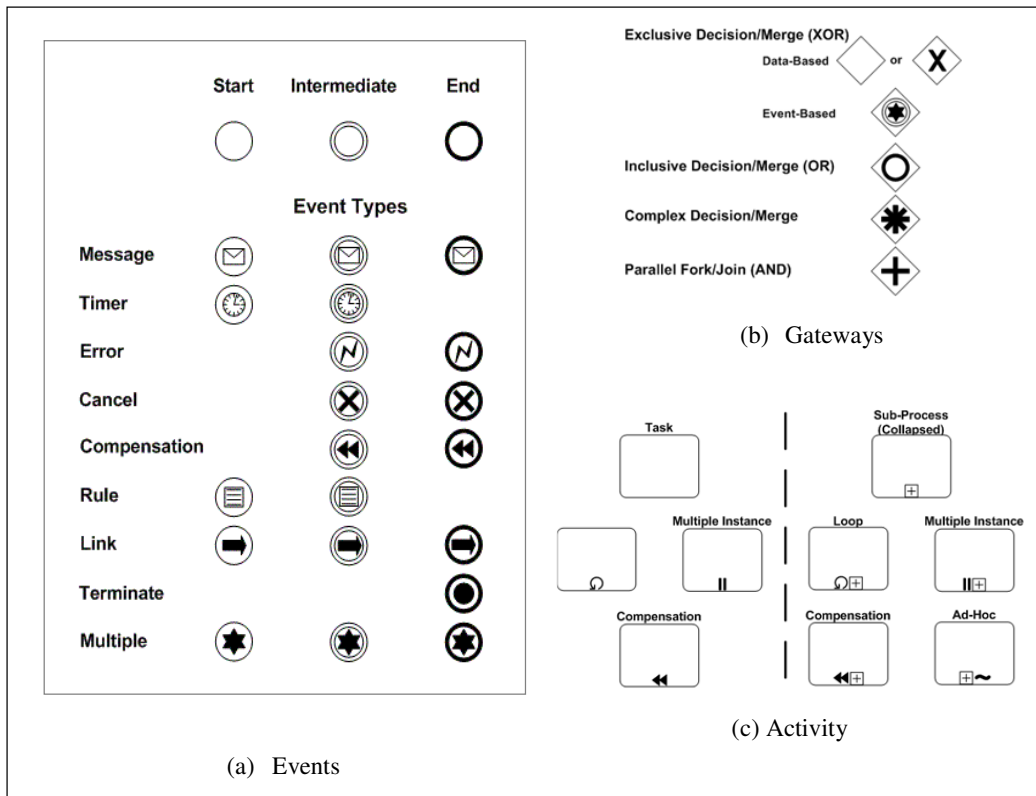 Start Intermediate End
Event Types
Message
Timer
Error
Cancel
Compensation
Rule
Link
Terminate
Multiple
(a) Events
Exclusive Decision/Merge (XOR)
Data-Based or X
Event-Based
Inclusive Decision/Merge (OR)
Complex Decision/Merge
Parallel Fork/Join (AND)
(b) Gateways
Task
Sub-Process
(Collapsed)
Multiple Instance
Loop
Multiple Instance
Compensation
Compensation
Ad-Hoc
(c) Activity